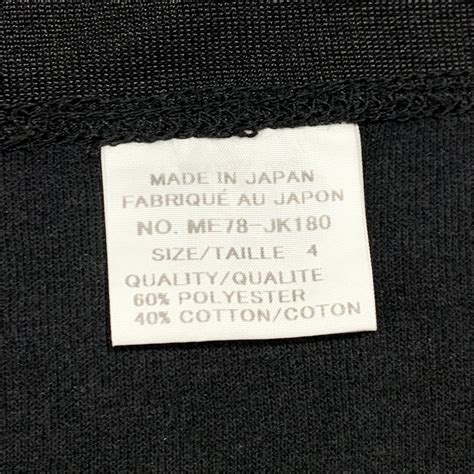 MADE IN JAPAN
FABRIQUÉ AU JAPON
NO. ME78-JK180
SIZE/TAILLE 4
QUALITY/QUALITE
60% POLYESTER
40% COTTON/COTON